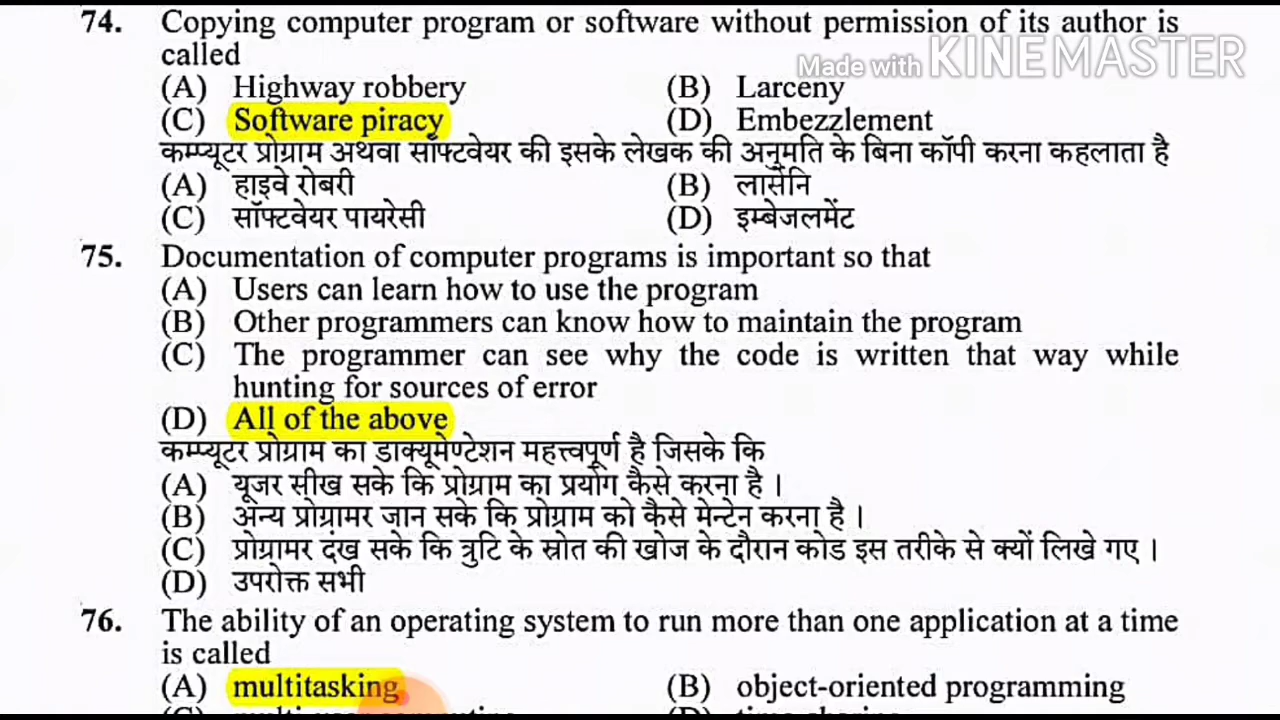 74. Copying computer program or software without permission of its author is
called
Made with KINEMASTER
(A) Highway robbery (B) Larceny
(C) Software piracy (D) Embezzlement
कम्प्यूटर प्रोग्राम अथवा सॉफ्टवेयर की इसके लेखक की अनुमति के बिना कॉपी करना कहलाता है
(A) हाइवे रोबरी (B) लार्सेनि
(C) सॉफ्टवेयर पायरेसी (D) इम्बेजलमेंट
75. Documentation of computer programs is important so that
(A) Users can learn how to use the program
(B) Other programmers can know how to maintain the program
(C) The programmer can see why the code is written that way while
hunting for sources of error
(D) All of the above
कम्प्यूटर प्रोग्राम का डाक्यूमेण्टेशन महत्त्वपूर्ण है जिसके कि
(A) यूजर सीख सके कि प्रोग्राम का प्रयोग कैसे करना है ।
(B) अन्य प्रोग्रामर जान सके कि प्रोग्राम को कैसे मेन्टेन करना है ।
(C) प्रोग्रामर दंख सके कि त्रुटि के स्रोत की खोज के दौरान कोड इस तरीके से क्यों लिखे गए ।
(D) उपरोक्त सभी
76. The ability of an operating system to run more than one application at a time
is called
(A) multitasking (B) object-oriented programming
(C) multi-user computing (D) time sharing